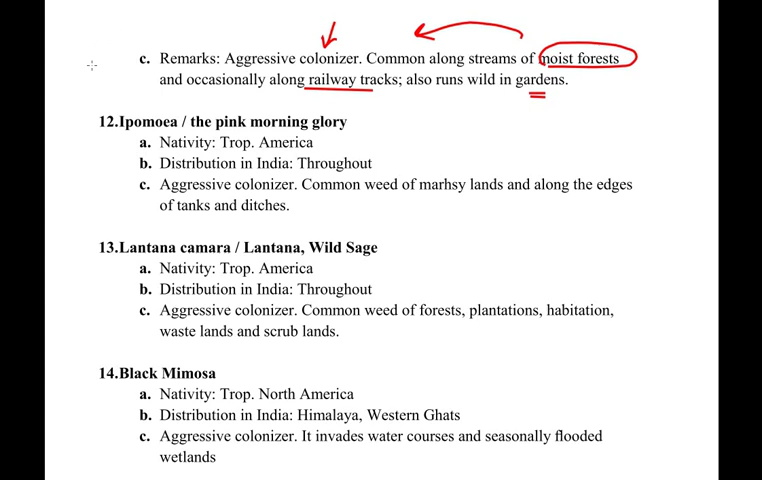 c. Remarks: Aggressive colonizer. Common along streams of moist forests
and occasionally along railway tracks; also runs wild in gardens.
12.Ipomoea / the pink morning glory
a. Nativity: Trop. America
b. Distribution in India: Throughout
c. Aggressive colonizer. Common weed of marhsy lands and along the edges
of tanks and ditches.
13.Lantana camara / Lantana, Wild Sage
a. Nativity: Trop. America
b. Distribution in India: Throughout
c. Aggressive colonizer. Common weed of forests, plantations, habitation,
waste lands and scrub lands.
14.Black Mimosa
a. Nativity: Trop. North America
b. Distribution in India: Himalaya, Western Ghats
c. Aggressive colonizer. It invades water courses and seasonally flooded
wetlands